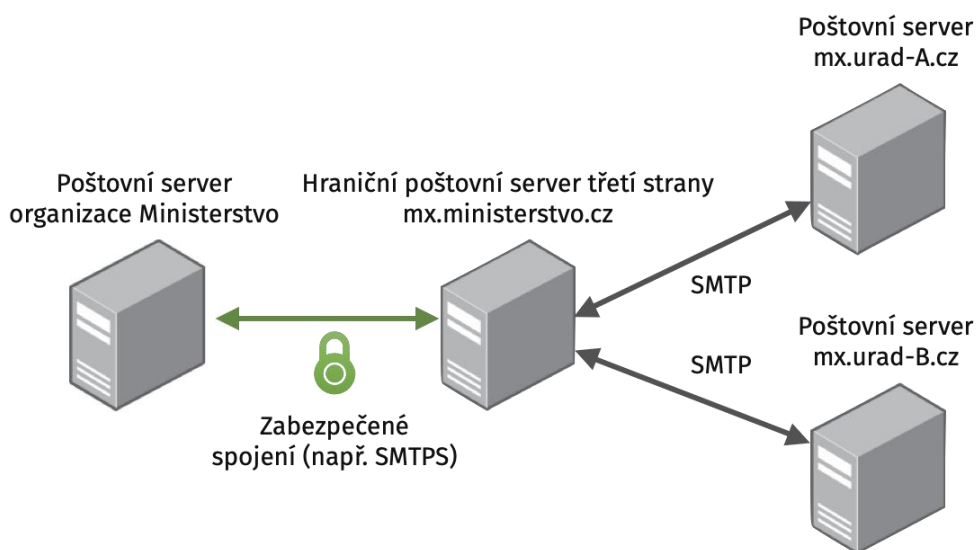 Poštovní server
mx.urad-A.cz
Poštovní server
organizace Ministerstvo
Hraniční poštovní server třetí strany
mx.ministerstvo.cz
SMTP
Poštovní server
mx.urad-B.cz
SMTP
Zabezpečené
spojení (např. SMTPS)